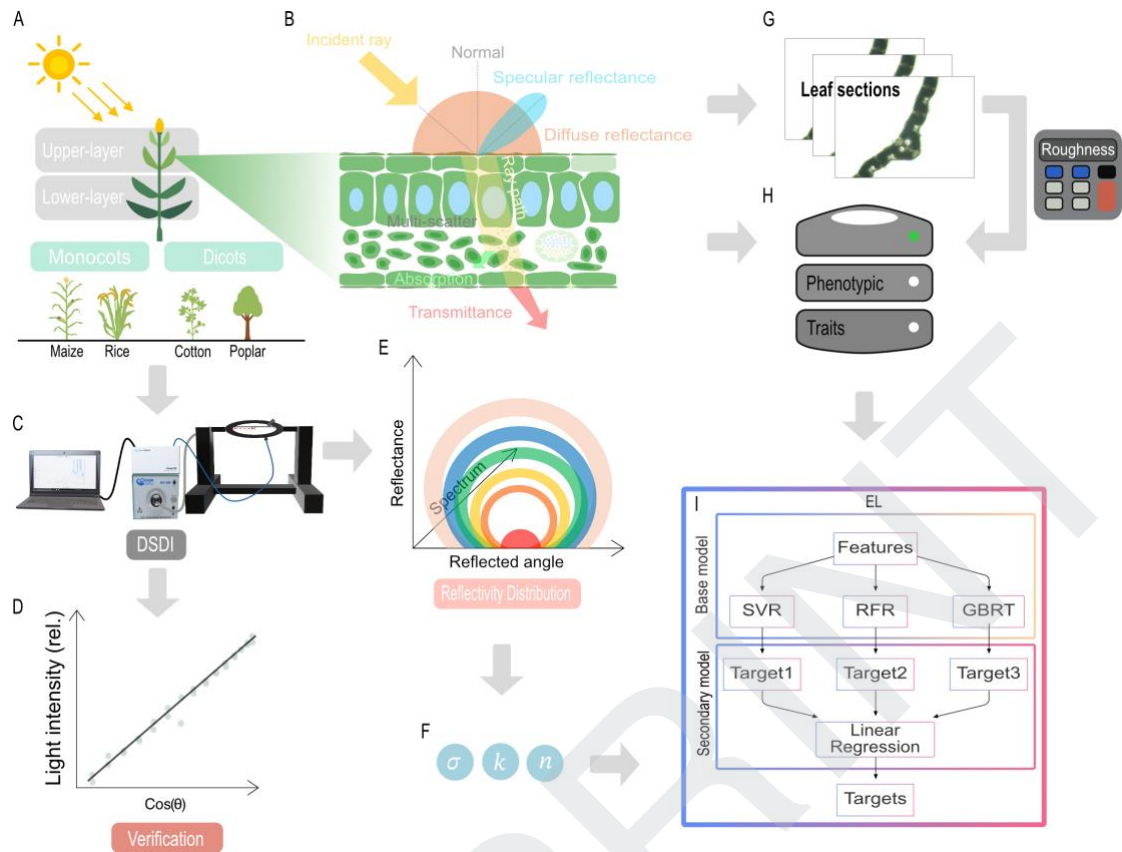 A
Upper-layer
Lower-layer
Monocots
Dicots
Maize
Rice
Cotton
Poplar
B
Incident ray
Normal
Specular reflectance
Diffuse reflectance
Ray path
Multi-scatter
Absorption
Transmittance
C
DSDI
D
Light intensity (rel.)
Cos(θ)
Verification
E
Reflectance
Spectrum
Reflected angle
Reflectivity Distribution
F
σ
k
n
G
Leaf sections
Roughness
H
Phenotypic
Traits
I
EL
Base model
Features
SVR
RFR
GBRT
Secondary model
Target1
Target2
Target3
Linear
Regression
Targets